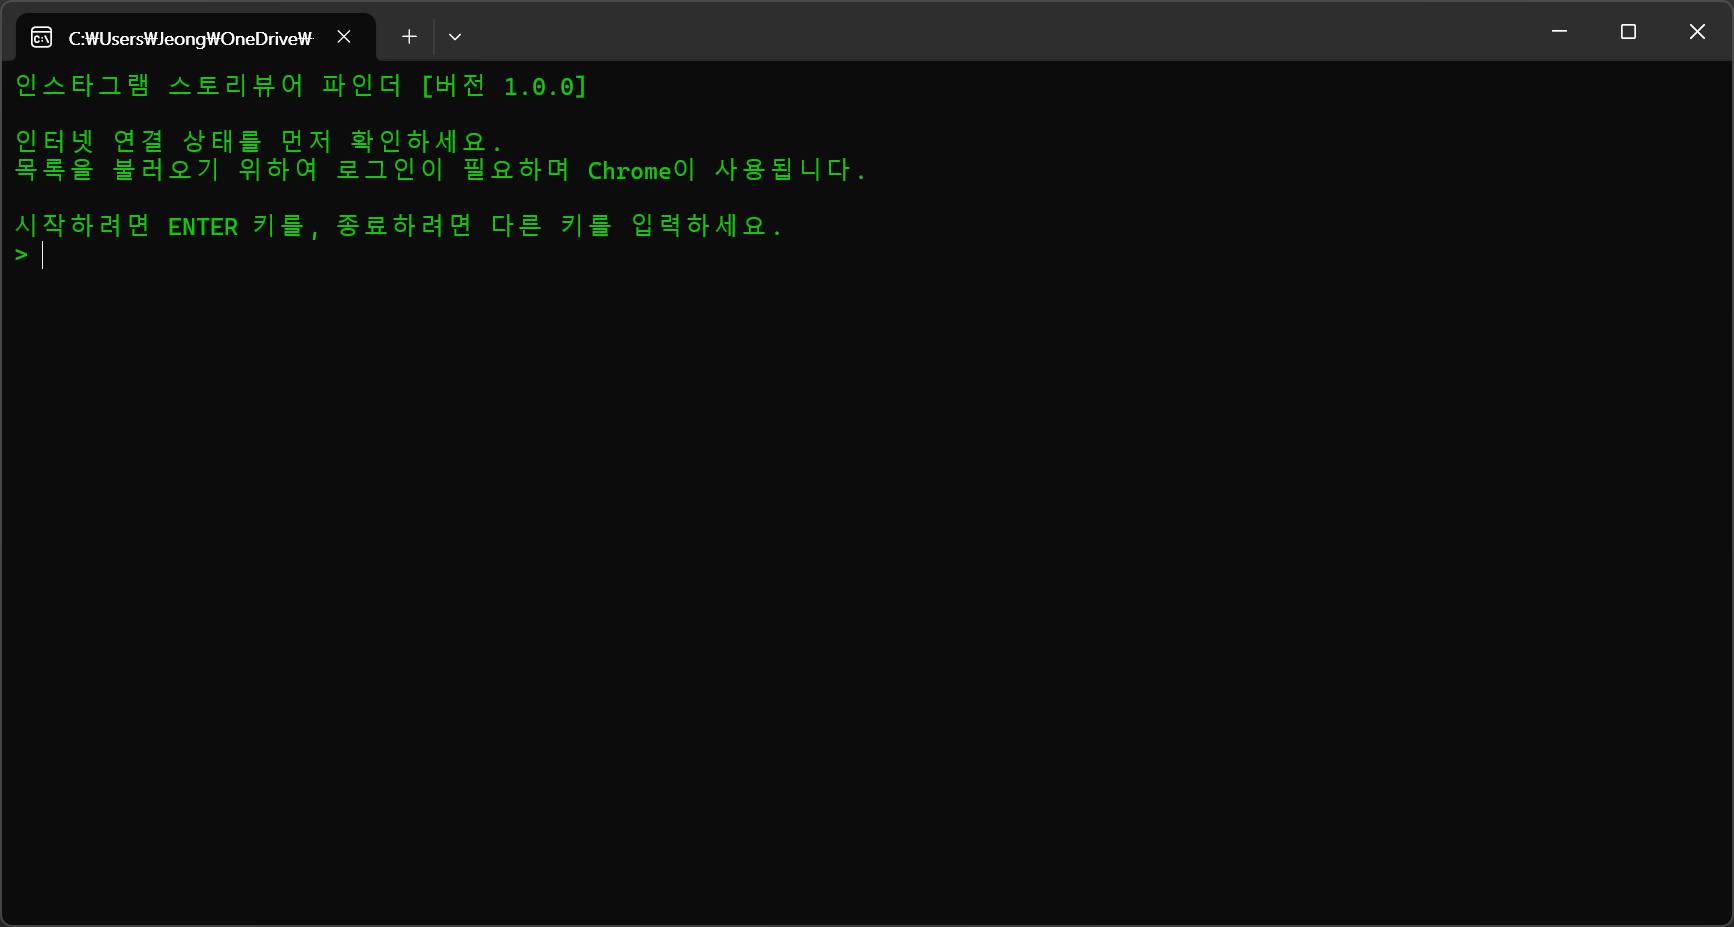 C:₩Users₩Jeong₩OneDrive₩
인스타그램 스토리뷰어 파인더 [버전 1.0.0]
인터넷 연결 상태를 먼저 확인하세요.
목록을 불러오기 위하여 로그인이 필요하며 Chrome이 사용됩니다.
시작하려면 ENTER 키를, 종료하려면 다른 키를 입력하세요.
>